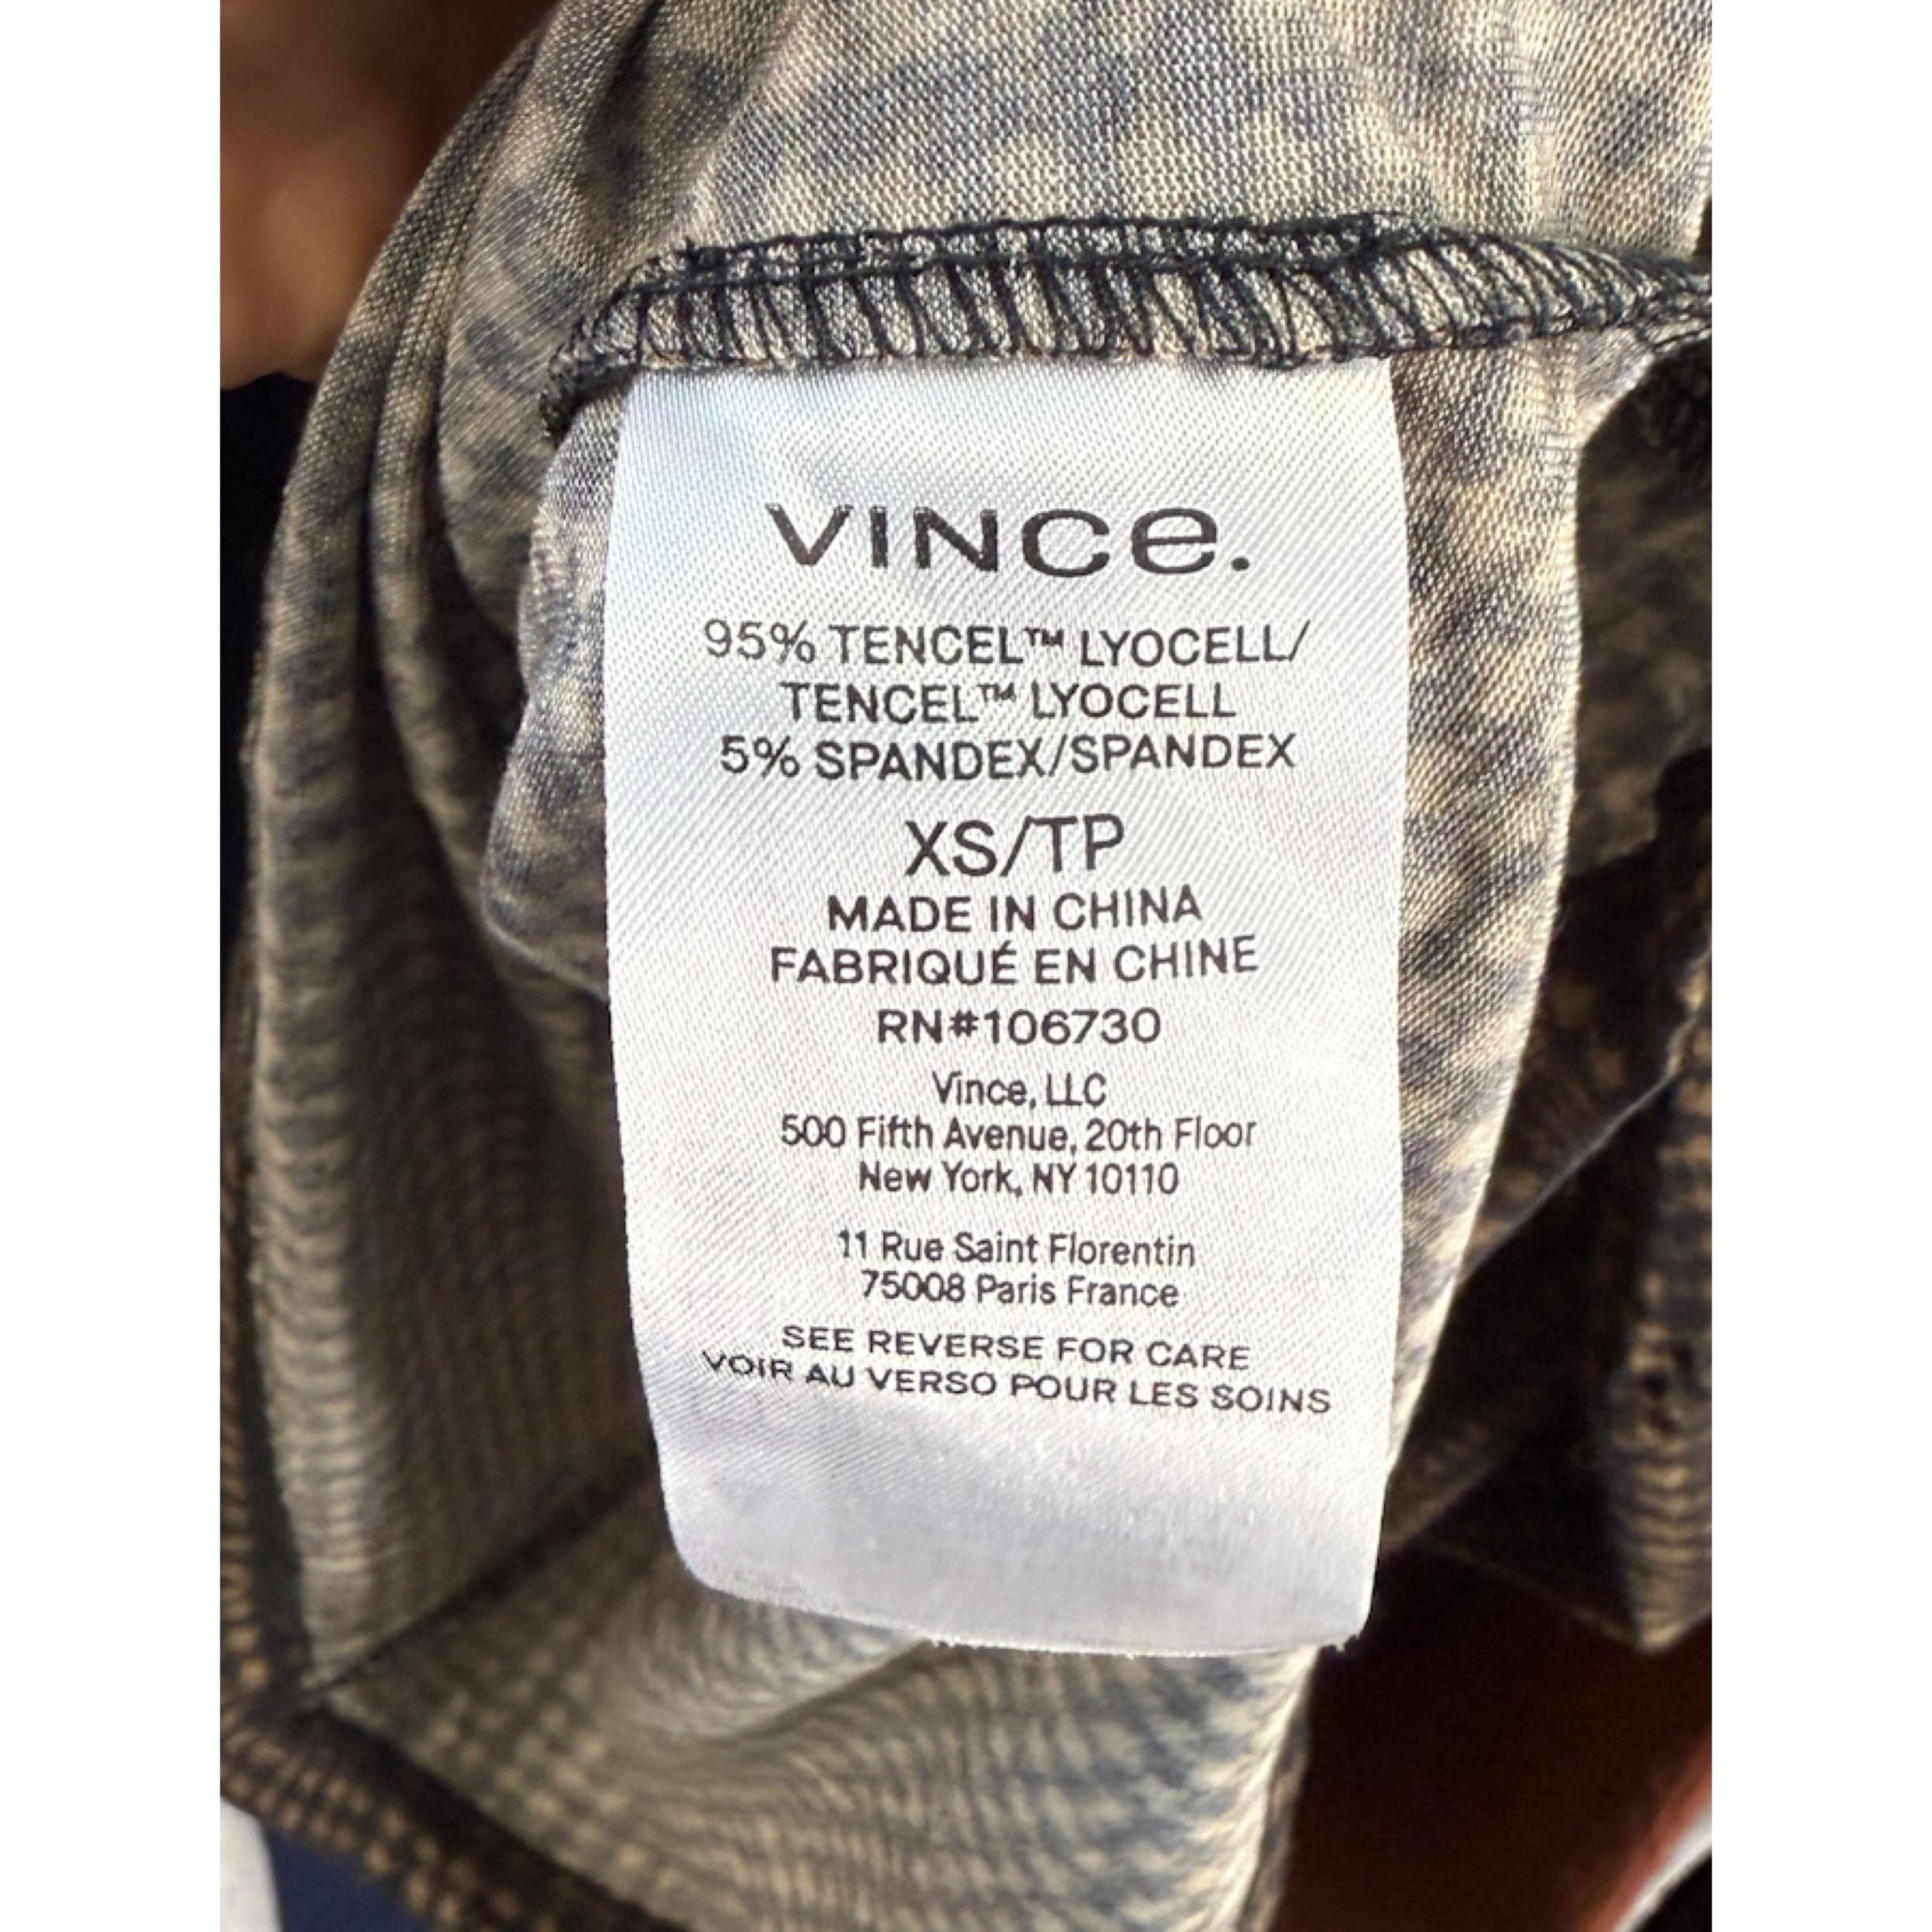 VINCe.
95% TENCEL™ LYOCELL/
TENCEL™ LYOCELL
5% SPANDEX/SPANDEX
XS/TP
MADE IN CHINA
FABRIQUÉ EN CHINE
RN#106730
Vince, LLC
500 Fifth Avenue, 20th Floor
New York, NY 10110
11 Rue Saint Florentin
75008 Paris France
SEE REVERSE FOR CARE
VOIR AU VERSO POUR LES SOINS